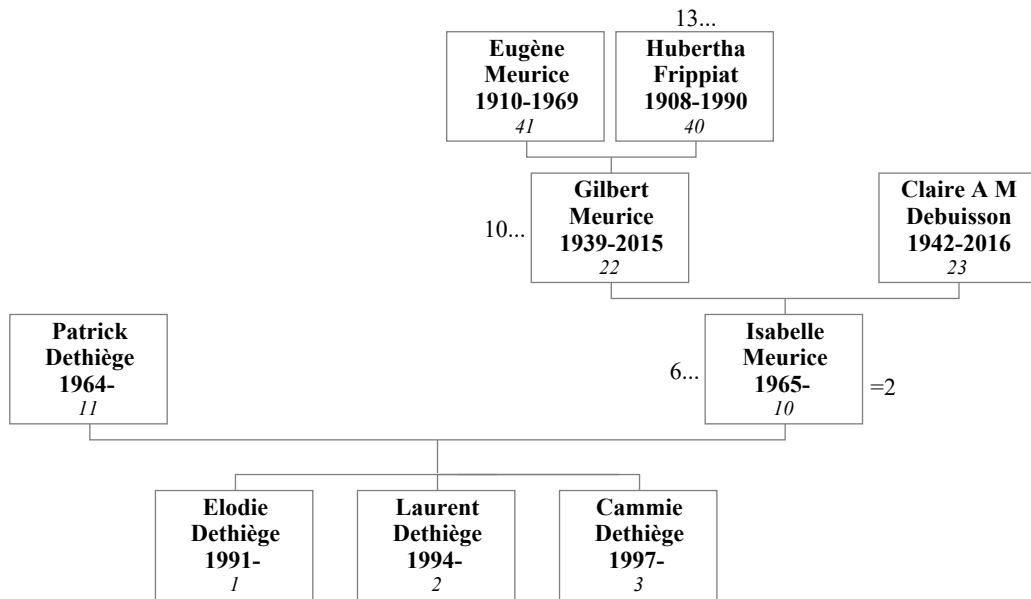 13...
Eugène
Meurice
1910-1969
41
Hubertha
Frippiat
1908-1990
40
10...
Gilbert
Meurice
1939-2015
22
Claire A M
Debuisson
1942-2016
23
Patrick
Dethiège
1964-
11
6...
Isabelle
Meurice
1965-
10
=2
Elodie
Dethiège
1991-
1
Laurent
Dethiège
1994-
2
Cammie
Dethiège
1997-
3